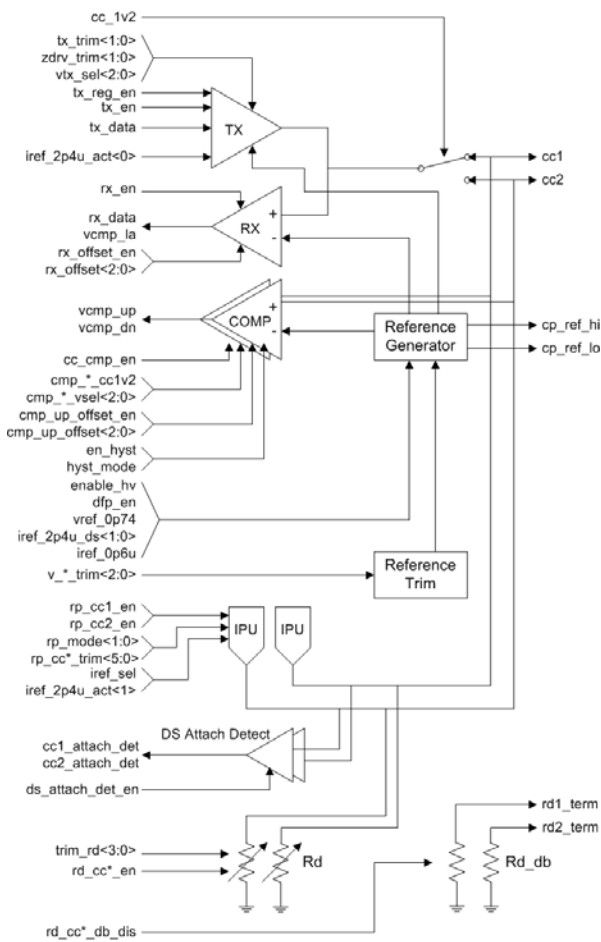 cc_1v2
tx_trim<1:0>
zdrv_trim<1:0>
vtx_sel<2:0>
tx_reg_en
tx_en
tx_data
TX
iref_2p4u_act<0>
cc1
cc2
rx_en
rx_data
vcmp_la
+
RX
-
rx_offset_en
rx_offset<2:0>
vcmp_up
vcmp_dn
+
COMP
-
Reference
Generator
cp_ref_hi
cp_ref_lo
cc_cmp_en
cmp_*_cc1v2
cmp_*_vsel<2:0>
cmp_up_offset_en
cmp_up_offset<2:0>
en_hyst
hyst_mode
enable_hv
dfp_en
vref_0p74
iref_2p4u_ds<1:0>
iref_0p6u
v_*_trim<2:0>
Reference
Trim
rp_cc1_en
rp_cc2_en
rp_mode<1:0>
rp_cc*_trim<5:0>
iref_sel
iref_2p4u_act<1>
IPU
IPU
DS Attach Detect
cc1_attach_det
cc2_attach_det
ds_attach_det_en
rd1_term
rd2_term
trim_rd<3:0>
rd_cc*_en
Rd
Rd_db
rd_cc*_db_dis